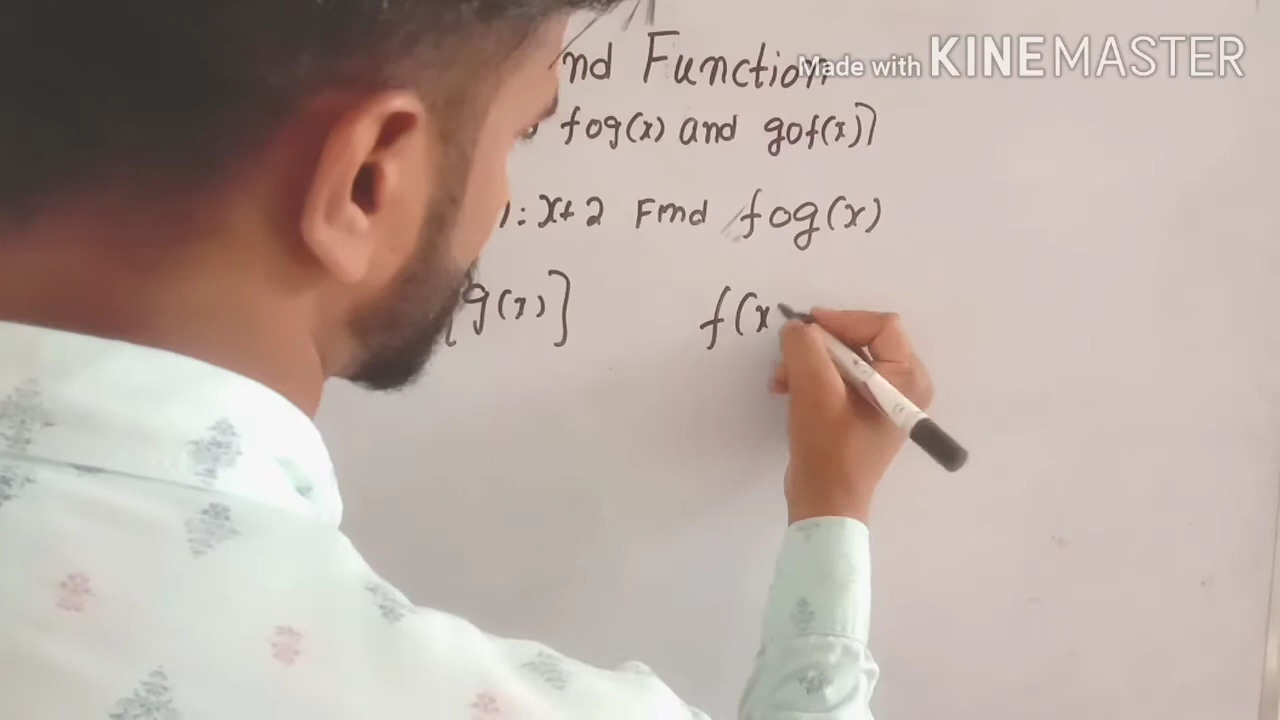 nd Function
Made with KINEMASTER
fog(x) and gof(x)]
: x+2 Find fog(x)
[g(x)] f(x